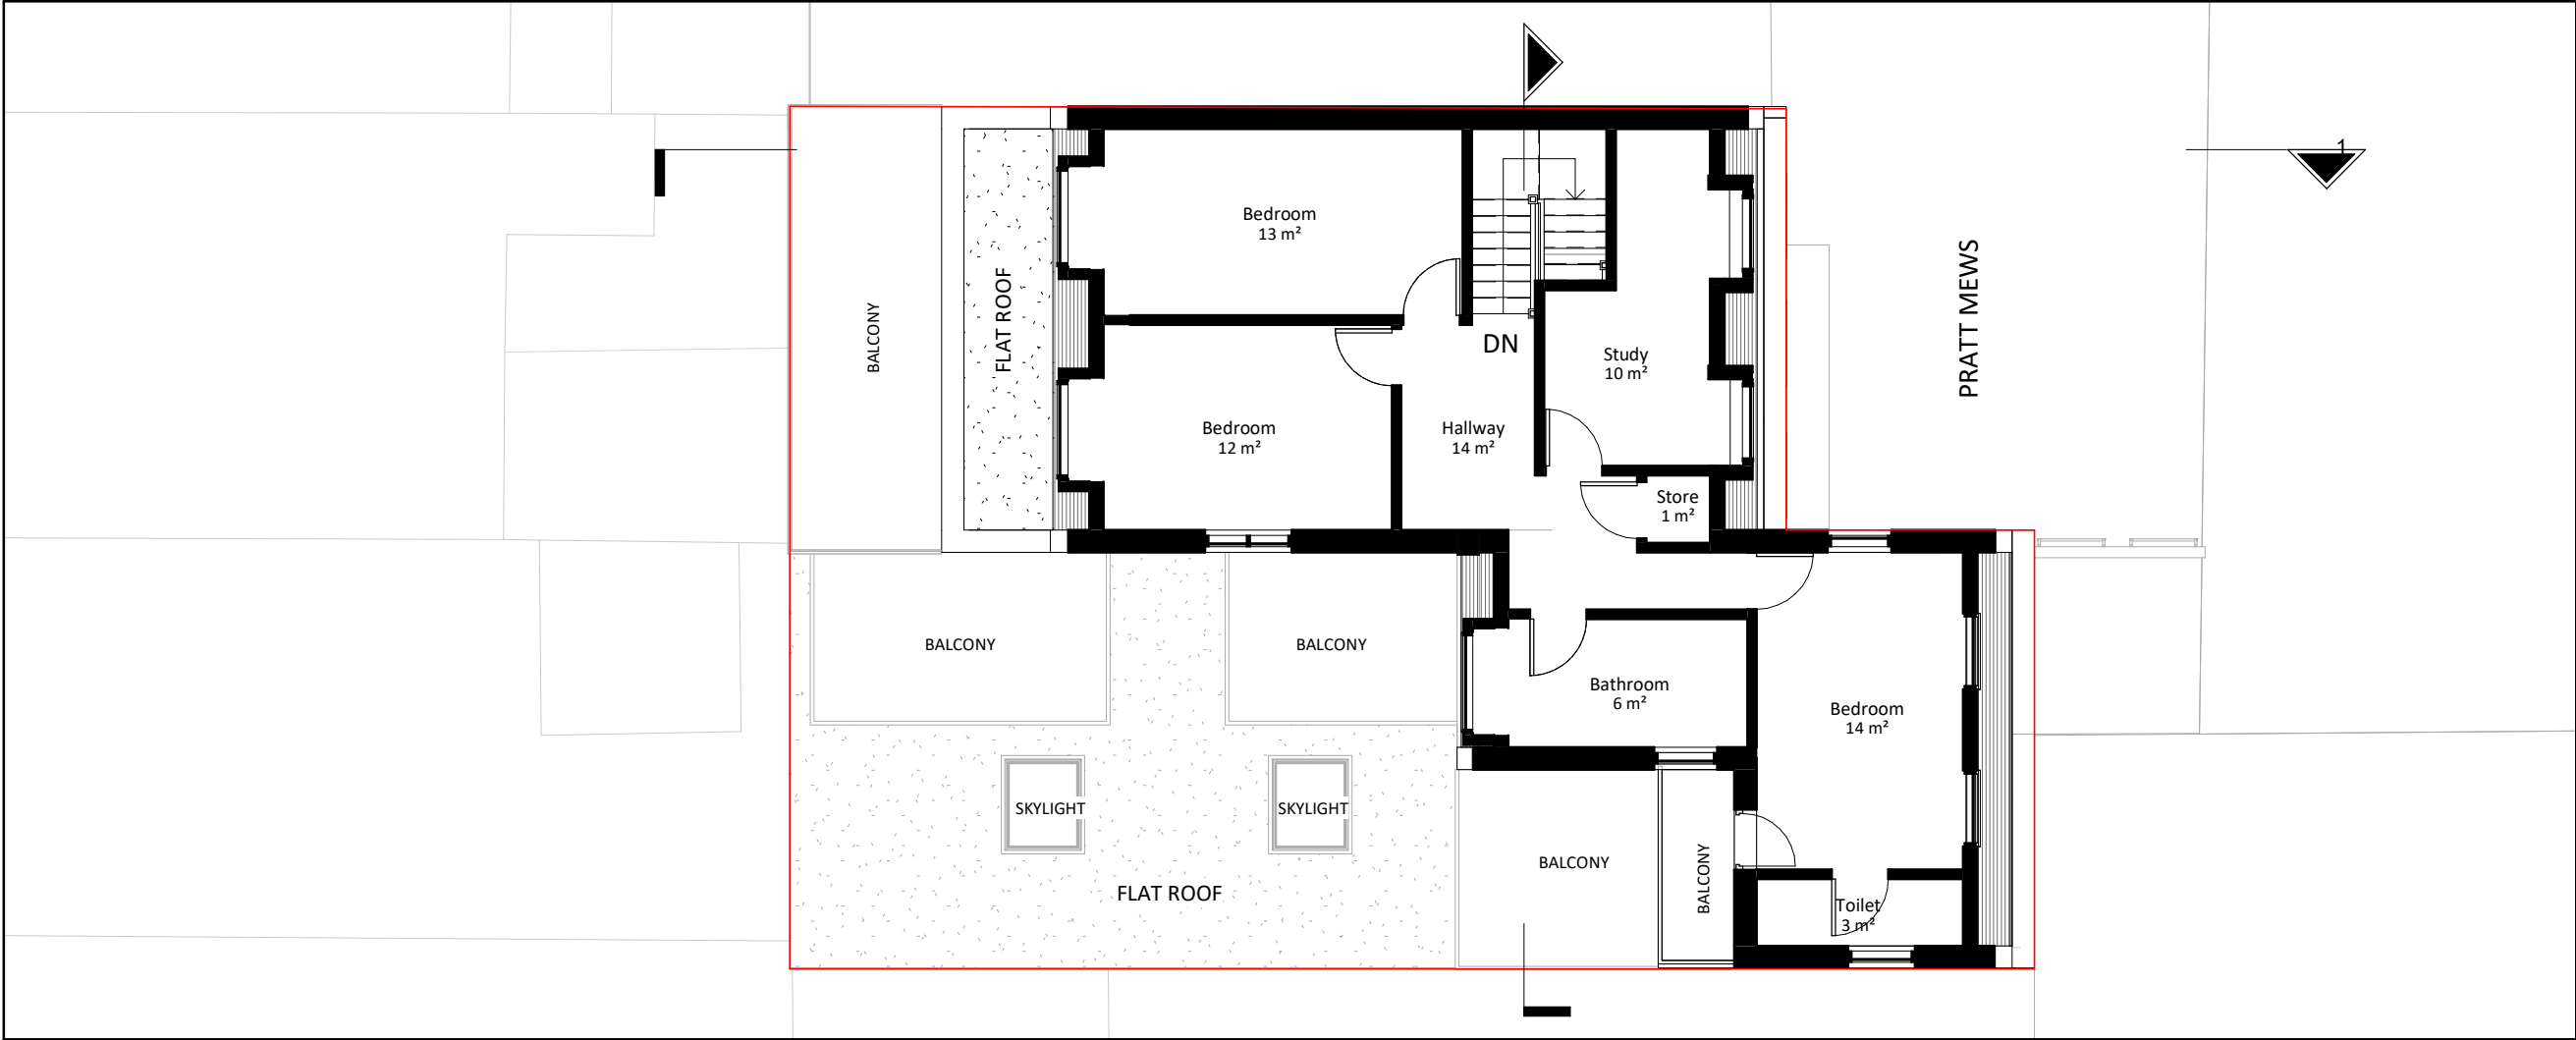 1
Bedroom
13 m²
PRATT MEWS
FLAT ROOF
BALCONY
DN
Study
10 m²
Bedroom
12 m²
Hallway
14 m²
Store
1 m²
BALCONY
BALCONY
Bathroom
6 m²
Bedroom
14 m²
SKYLIGHT
SKYLIGHT
BALCONY
BALCONY
FLAT ROOF
Toilet
3 m²